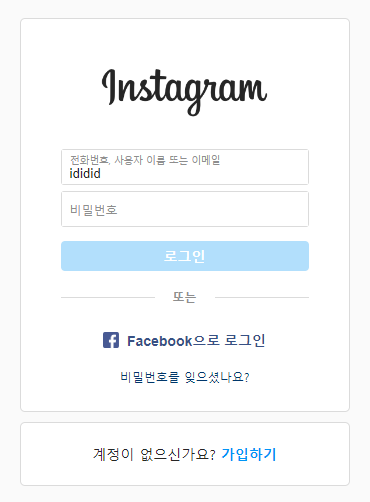 Instagram
전화번호, 사용자 이름 또는 이메일
ididid
비밀번호
로그인
또는
Facebook으로 로그인
비밀번호를 잊으셨나요?
계정이 없으신가요? 가입하기